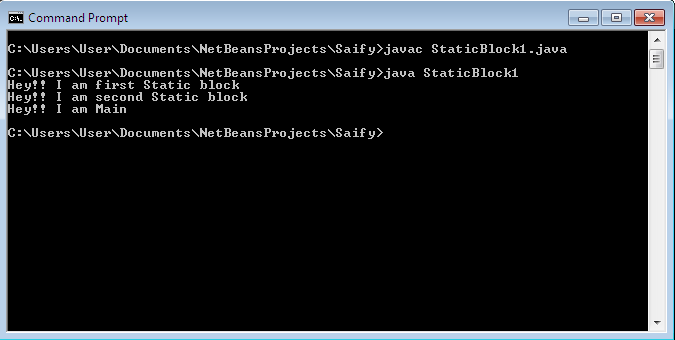 Command Prompt
C:\Users\User\Documents\NetBeansProjects\Saify>javac StaticBlock1.java
C:\Users\User\Documents\NetBeansProjects\Saify>java StaticBlock1
Hey!! I am first Static block
Hey!! I am second Static block
Hey!! I am Main
C:\Users\User\Documents\NetBeansProjects\Saify>